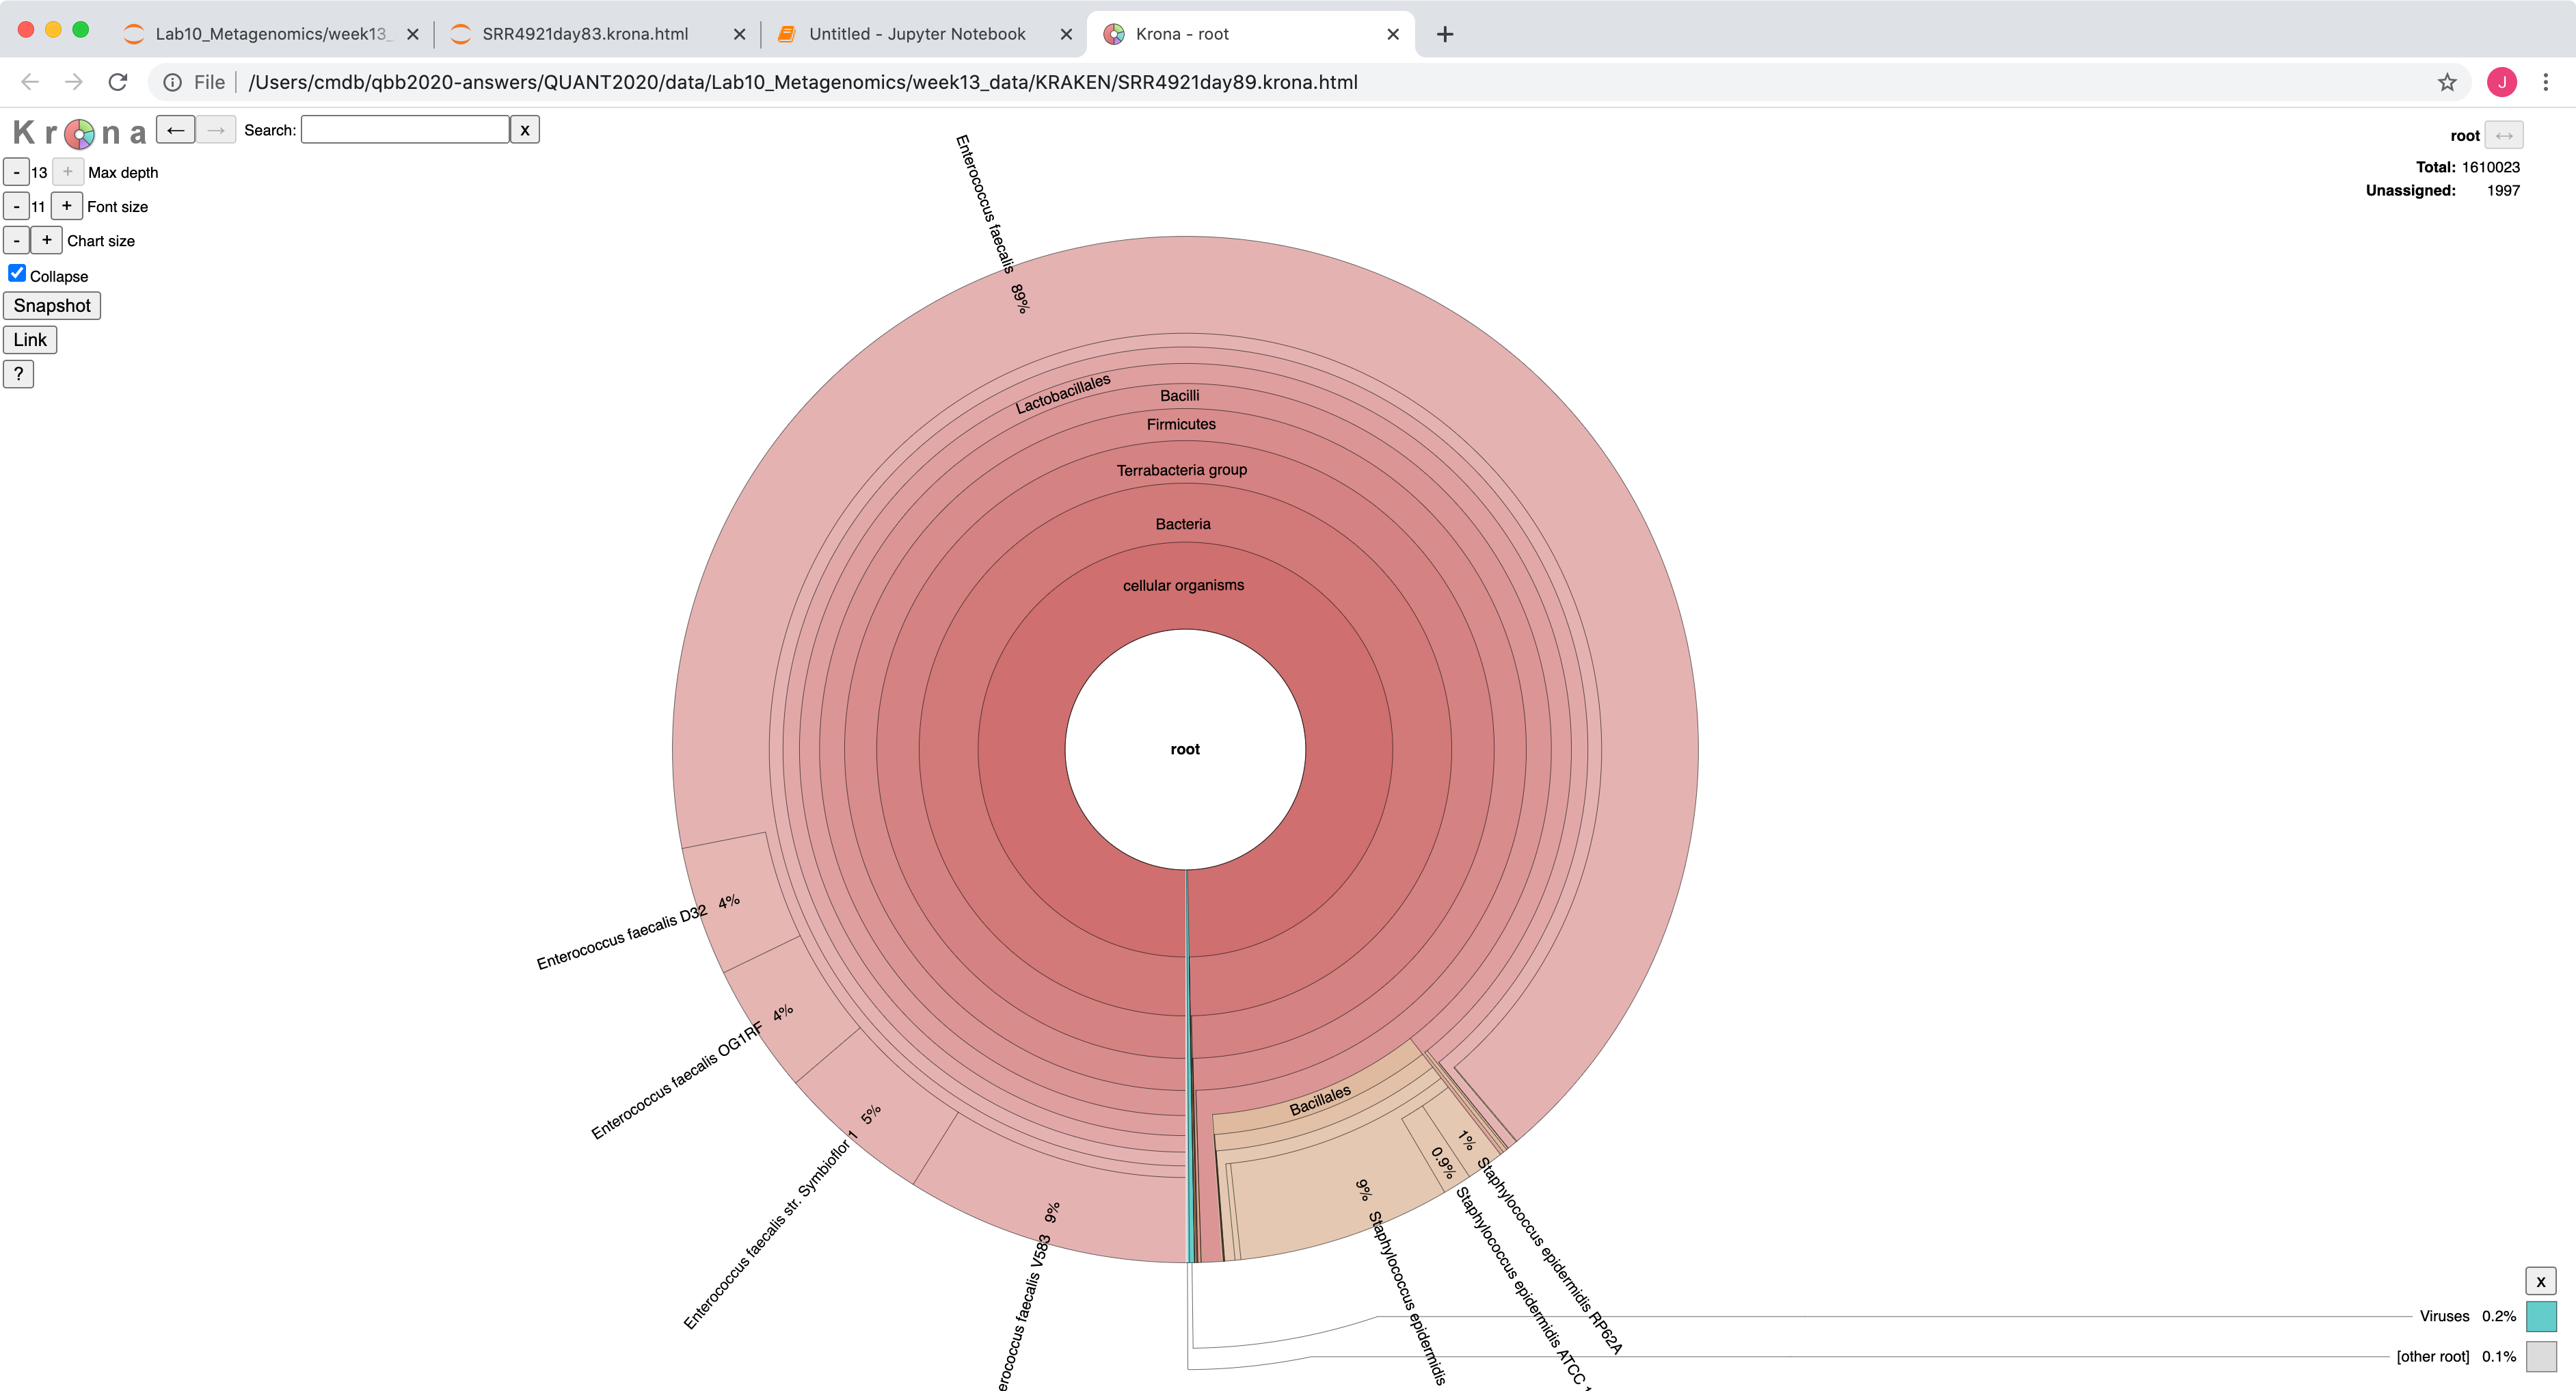 Lab10_Metagenomics/week13_
SRR4921day83.krona.html
Untitled - Jupyter Notebook
Krona - root
File
/Users/cmdb/qbb2020-answers/QUANT2020/data/Lab10_Metagenomics/week13_data/KRAKEN/SRR4921day89.krona.html
J
Krona
← → Search: x
- 13 + Max depth
- 11 + Font size
- + Chart size
Collapse
Snapshot
Link
?
root ↔
Total: 1610023
Unassigned: 1997
Enterococcus faecalis 89%
Lactobacillales
Bacilli
Firmicutes
Terrabacteria group
Bacteria
cellular organisms
root
Enterococcus faecalis D32 4%
Enterococcus faecalis OG1RF 4%
Enterococcus faecalis str. Symbioflor 1 5%
erococcus faecalis V583 9%
Bacillales
9% Staphylococcus epidermidis
0.9% Staphylococcus epidermidis ATCC 1
1% Staphylococcus epidermidis RP62A
x
Viruses 0.2%
[other root] 0.1%